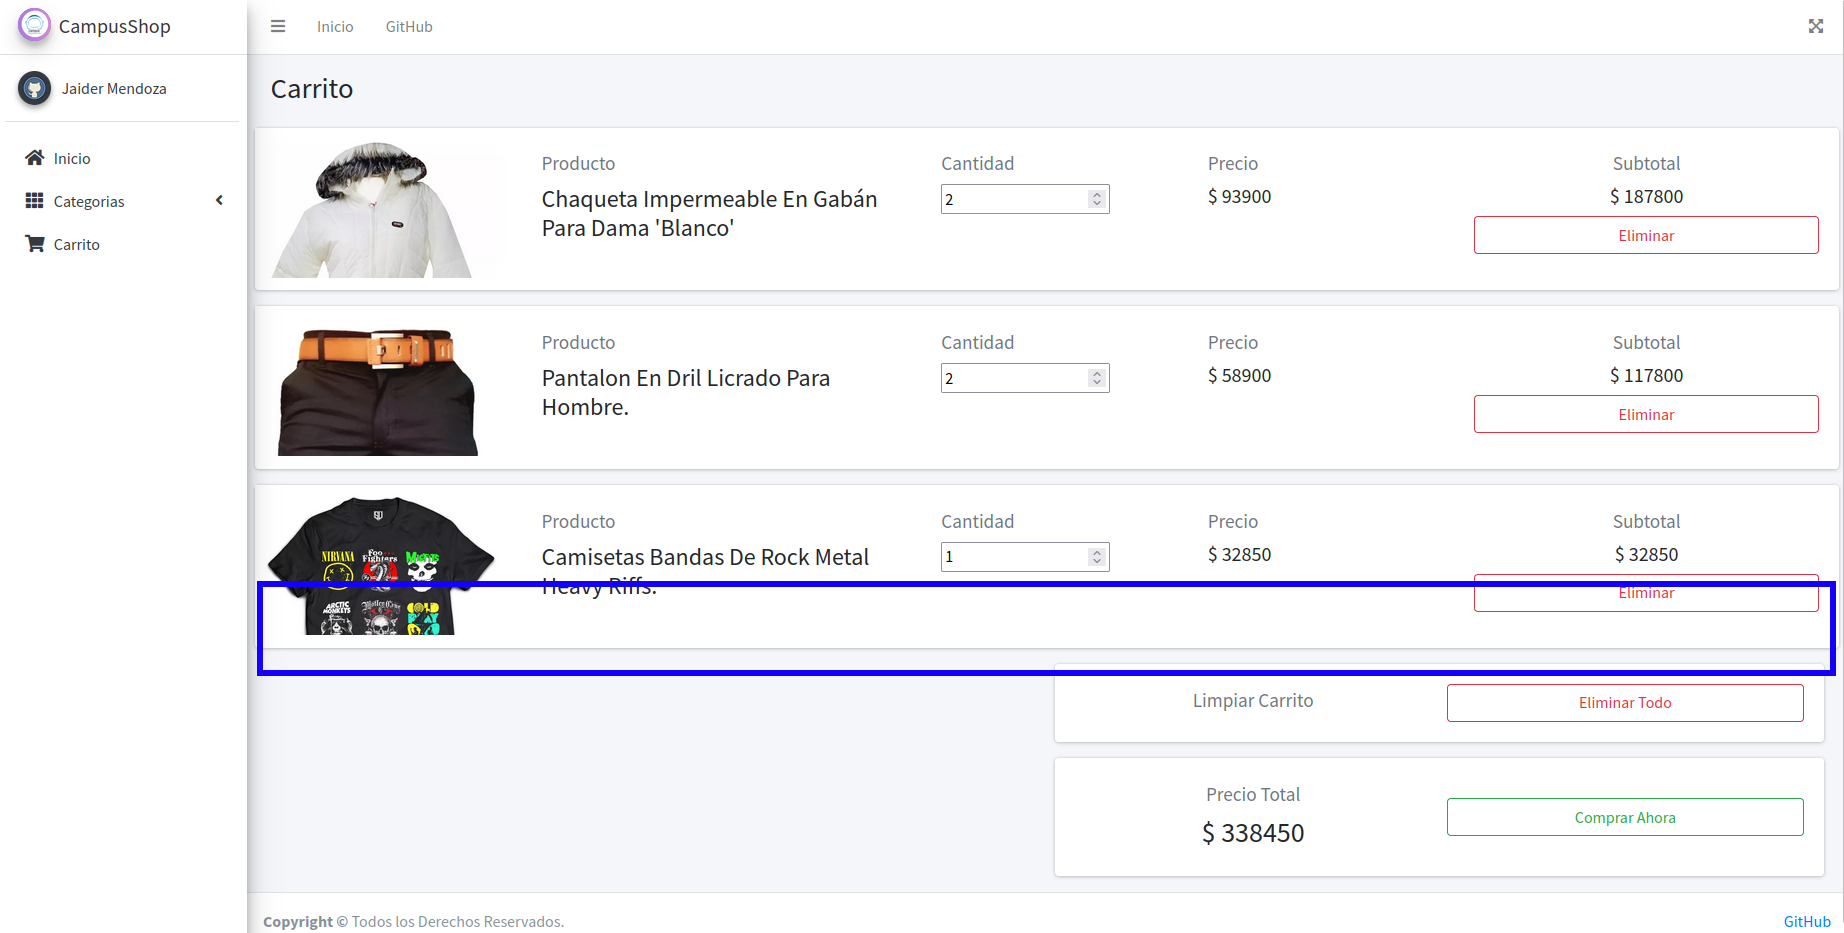 CampusShop
Inicio GitHub
Jaider Mendoza
Inicio
Categorias
Carrito
Carrito
Producto Cantidad Precio Subtotal
Chaqueta Impermeable En Gabán
Para Dama 'Blanco'
2 $ 93900 $ 187800
Eliminar
Producto Cantidad Precio Subtotal
Pantalon En Dril Licrado Para
Hombre.
2 $ 58900 $ 117800
Eliminar
NIRVANA
Foo
Fighters
MISFITS
ARCTIC
MONKEYS
Mötley Crüe
COLD
PLAY
Producto Cantidad Precio Subtotal
Camisetas Bandas De Rock Metal
Heavy Riffs.
1 $ 32850 $ 32850
Eliminar
Limpiar Carrito Eliminar Todo
Precio Total
$ 338450
Comprar Ahora
Copyright © Todos los Derechos Reservados.
GitHub